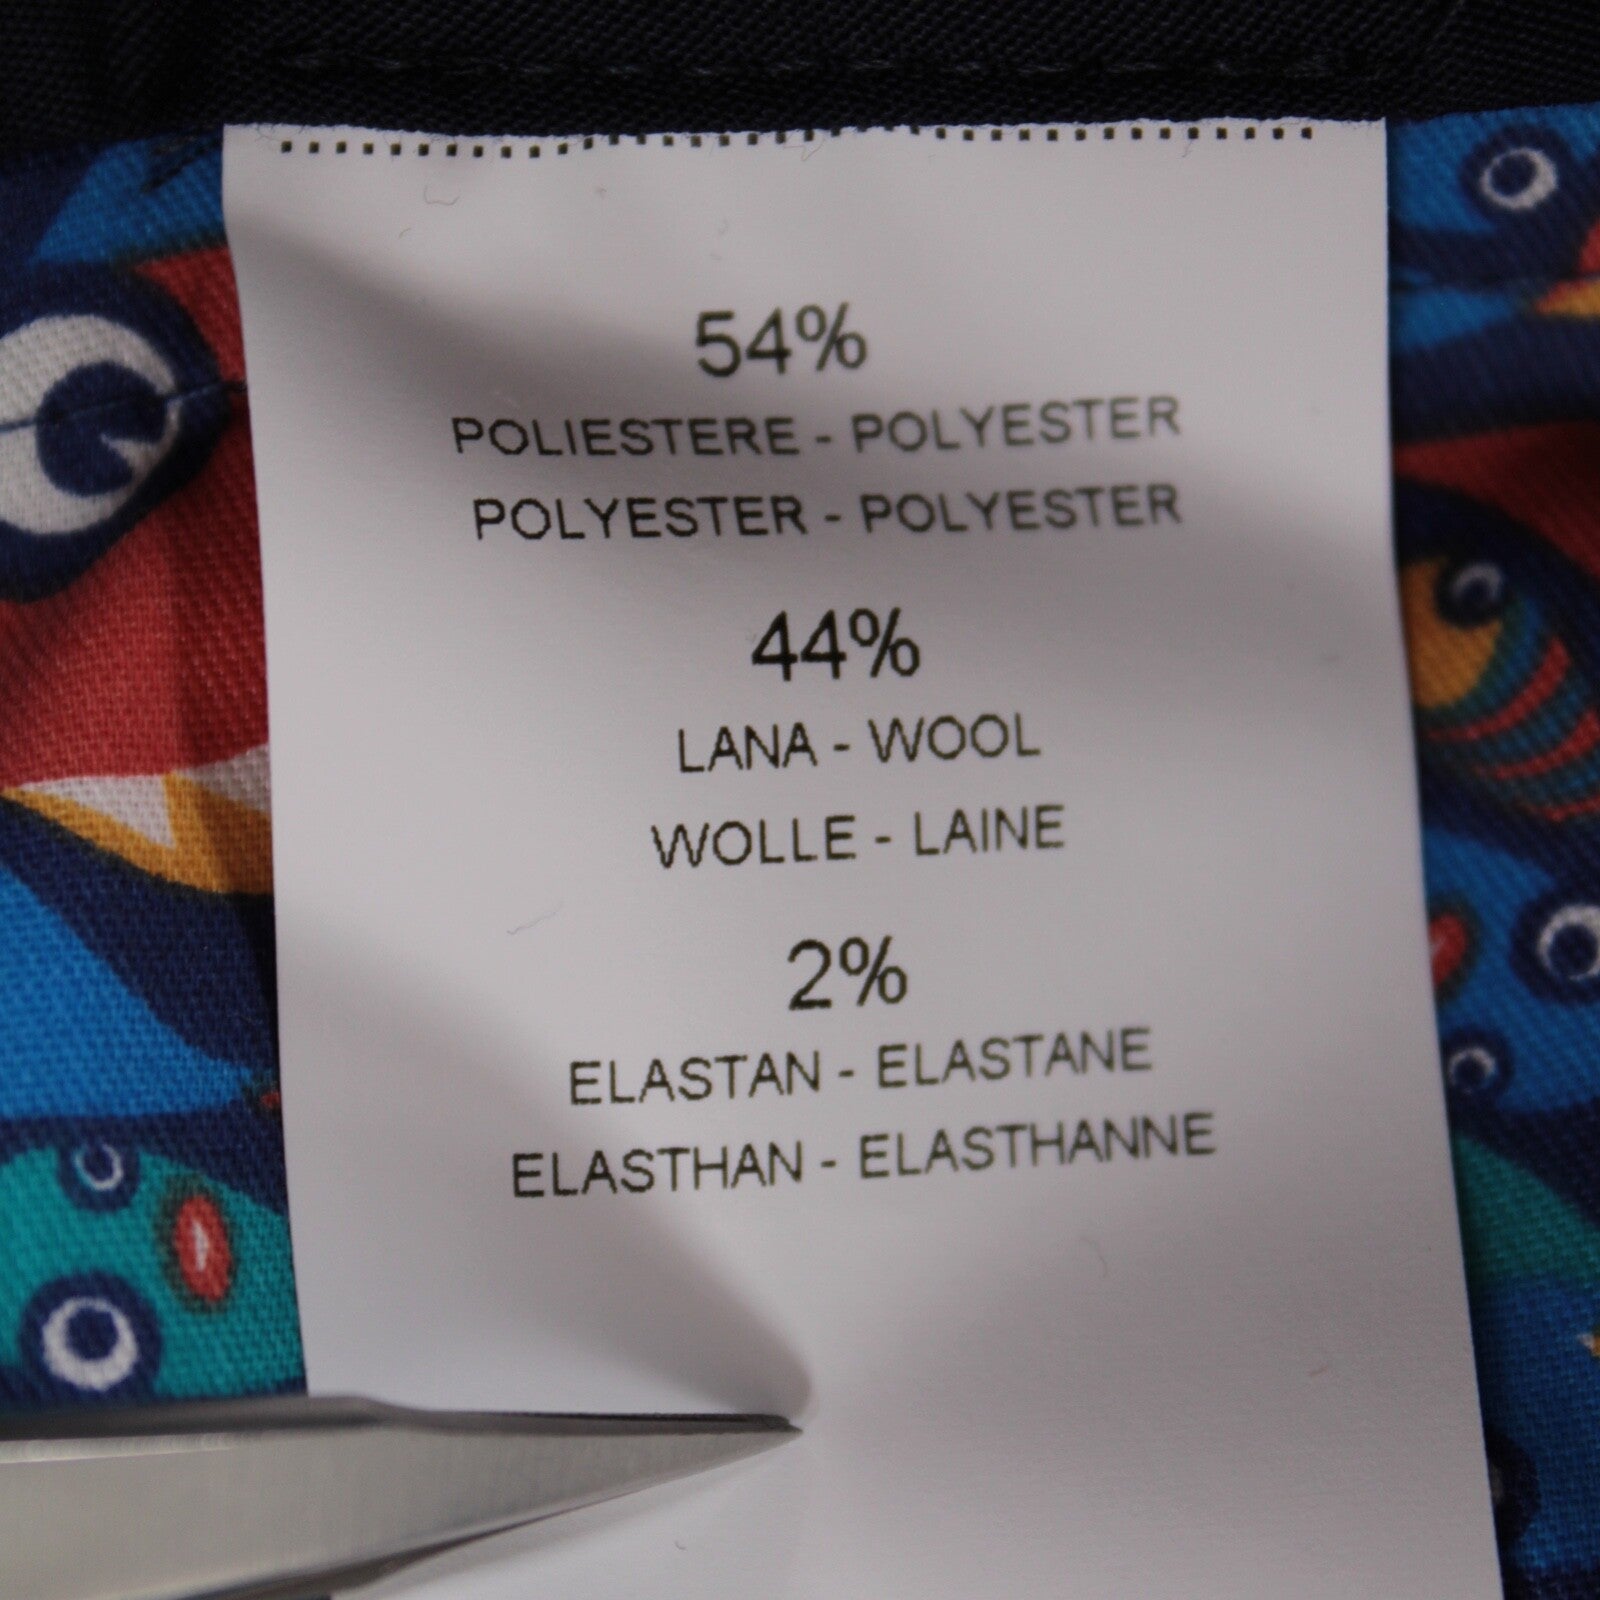 54%
POLIESTERE - POLYESTER
POLYESTER - POLYESTER
44%
LANA - WOOL
WOLLE - LAINE
2%
ELASTAN - ELASTANE
ELASTHAN - ELASTHANNE